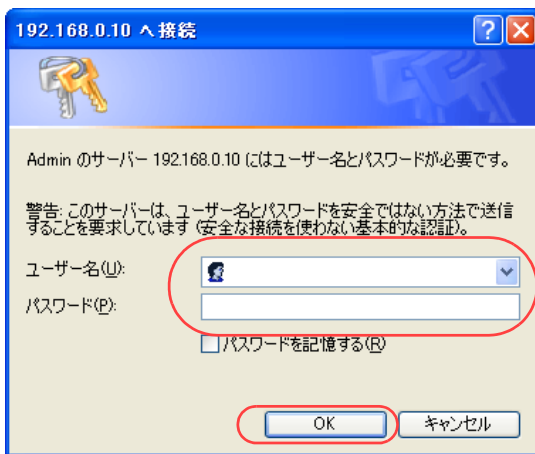 192.168.0.10 へ接続
Admin のサーバー 192.168.0.10 にはユーザー名とパスワードが必要です。
警告: このサーバーは、ユーザー名とパスワードを安全ではない方法で送信
することを要求しています (安全な接続を使わない基本的な認証)。
ユーザー名(U):
パスワード(P):
パスワードを記憶する(R)
OK
キャンセル